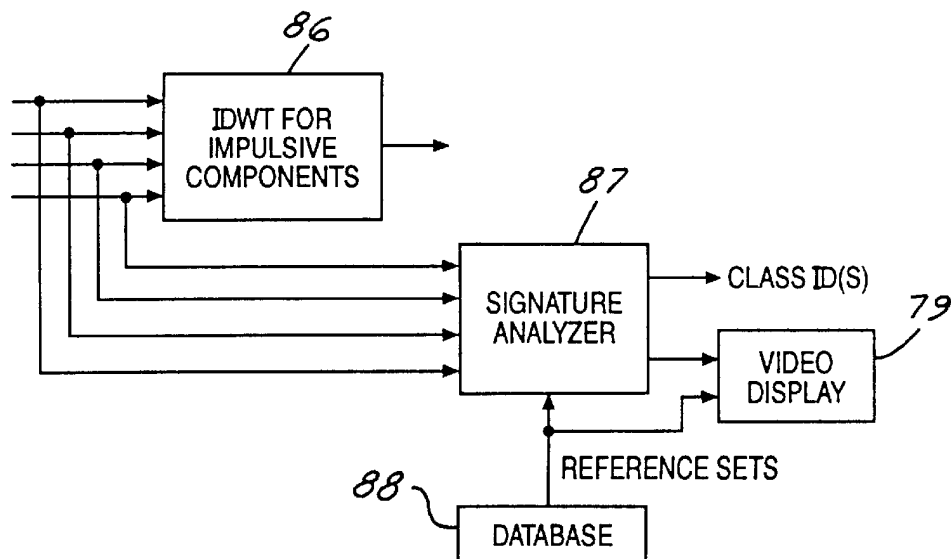 86
IDWT FOR
IMPULSIVE
COMPONENTS
87
SIGNATURE
ANALYZER
CLASS ID(S)
79
VIDEO
DISPLAY
REFERENCE SETS
88
DATABASE